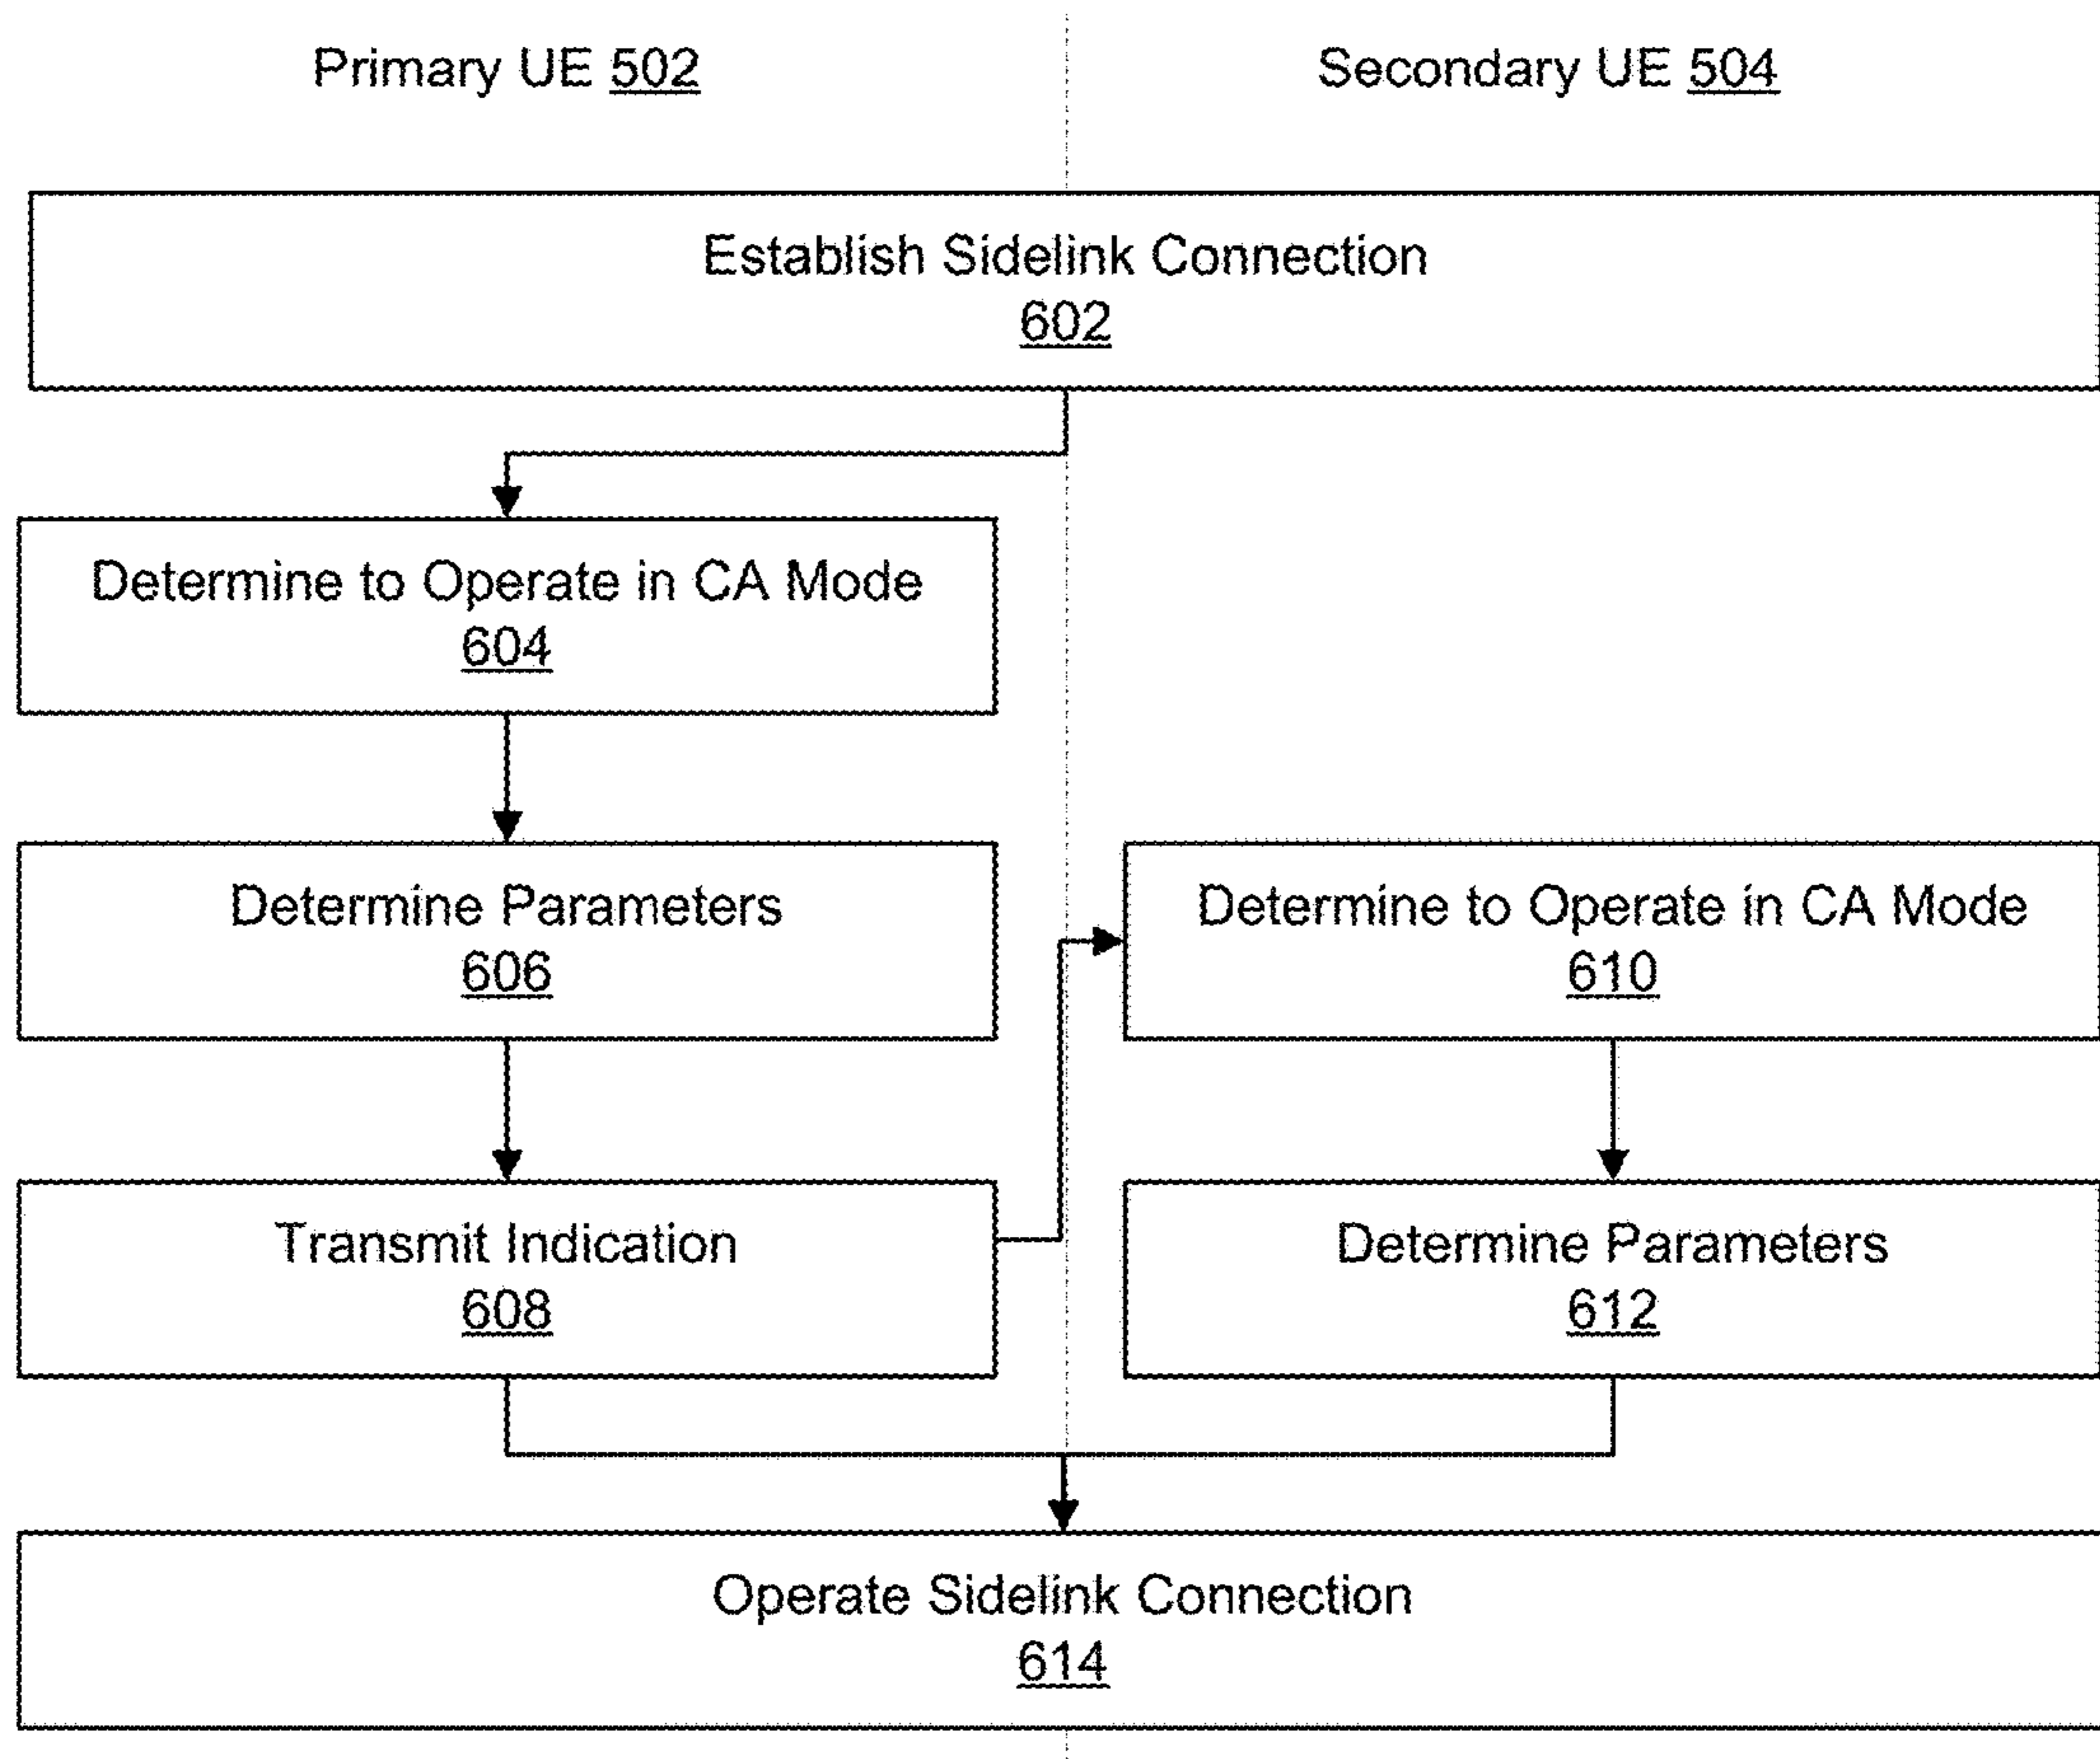 Primary UE 502
Secondary UE 504
Establish Sidelink Connection
602
Determine to Operate in CA Mode
604
Determine Parameters
606
Determine to Operate in CA Mode
610
Transmit Indication
608
Determine Parameters
612
Operate Sidelink Connection
614